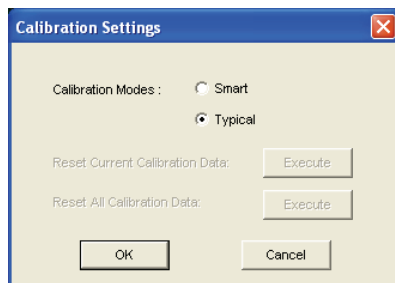 Calibration Settings
Calibration Modes : Smart
Typical
Reset Current Calibration Data: Execute
Reset All Calibration Data: Execute
OK Cancel